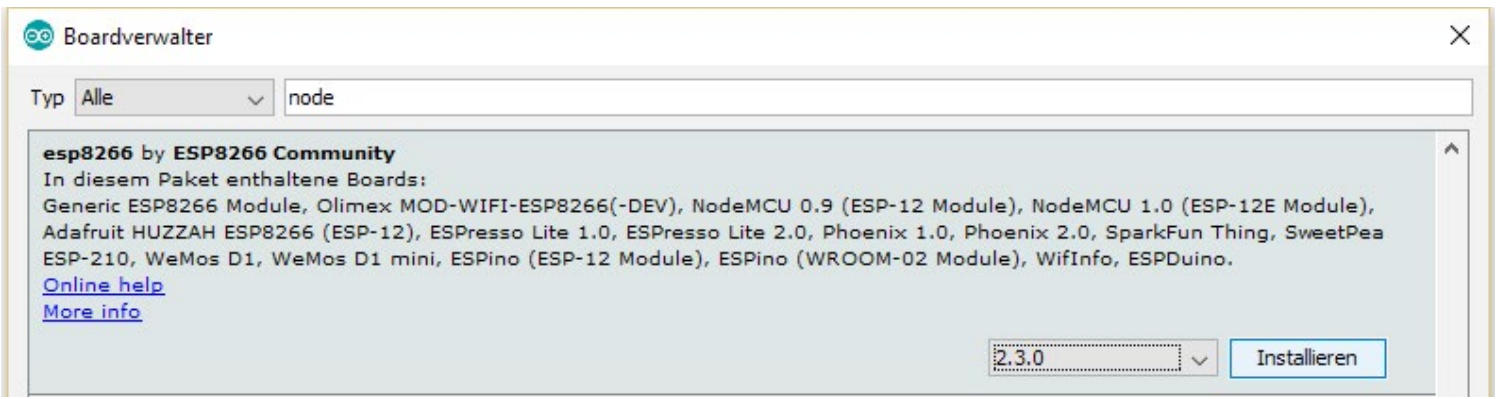 Boardverwalter
Typ Alle node
esp8266 by ESP8266 Community
In diesem Paket enthaltene Boards:
Generic ESP8266 Module, Olimex MOD-WIFI-ESP8266(-DEV), NodeMCU 0.9 (ESP-12 Module), NodeMCU 1.0 (ESP-12E Module),
Adafruit HUZZAH ESP8266 (ESP-12), ESPresso Lite 1.0, ESPresso Lite 2.0, Phoenix 1.0, Phoenix 2.0, SparkFun Thing, SweetPea
ESP-210, WeMos D1, WeMos D1 mini, ESPino (ESP-12 Module), ESPino (WROOM-02 Module), WifInfo, ESPDuino.
Online help
More info
2.3.0 Installieren